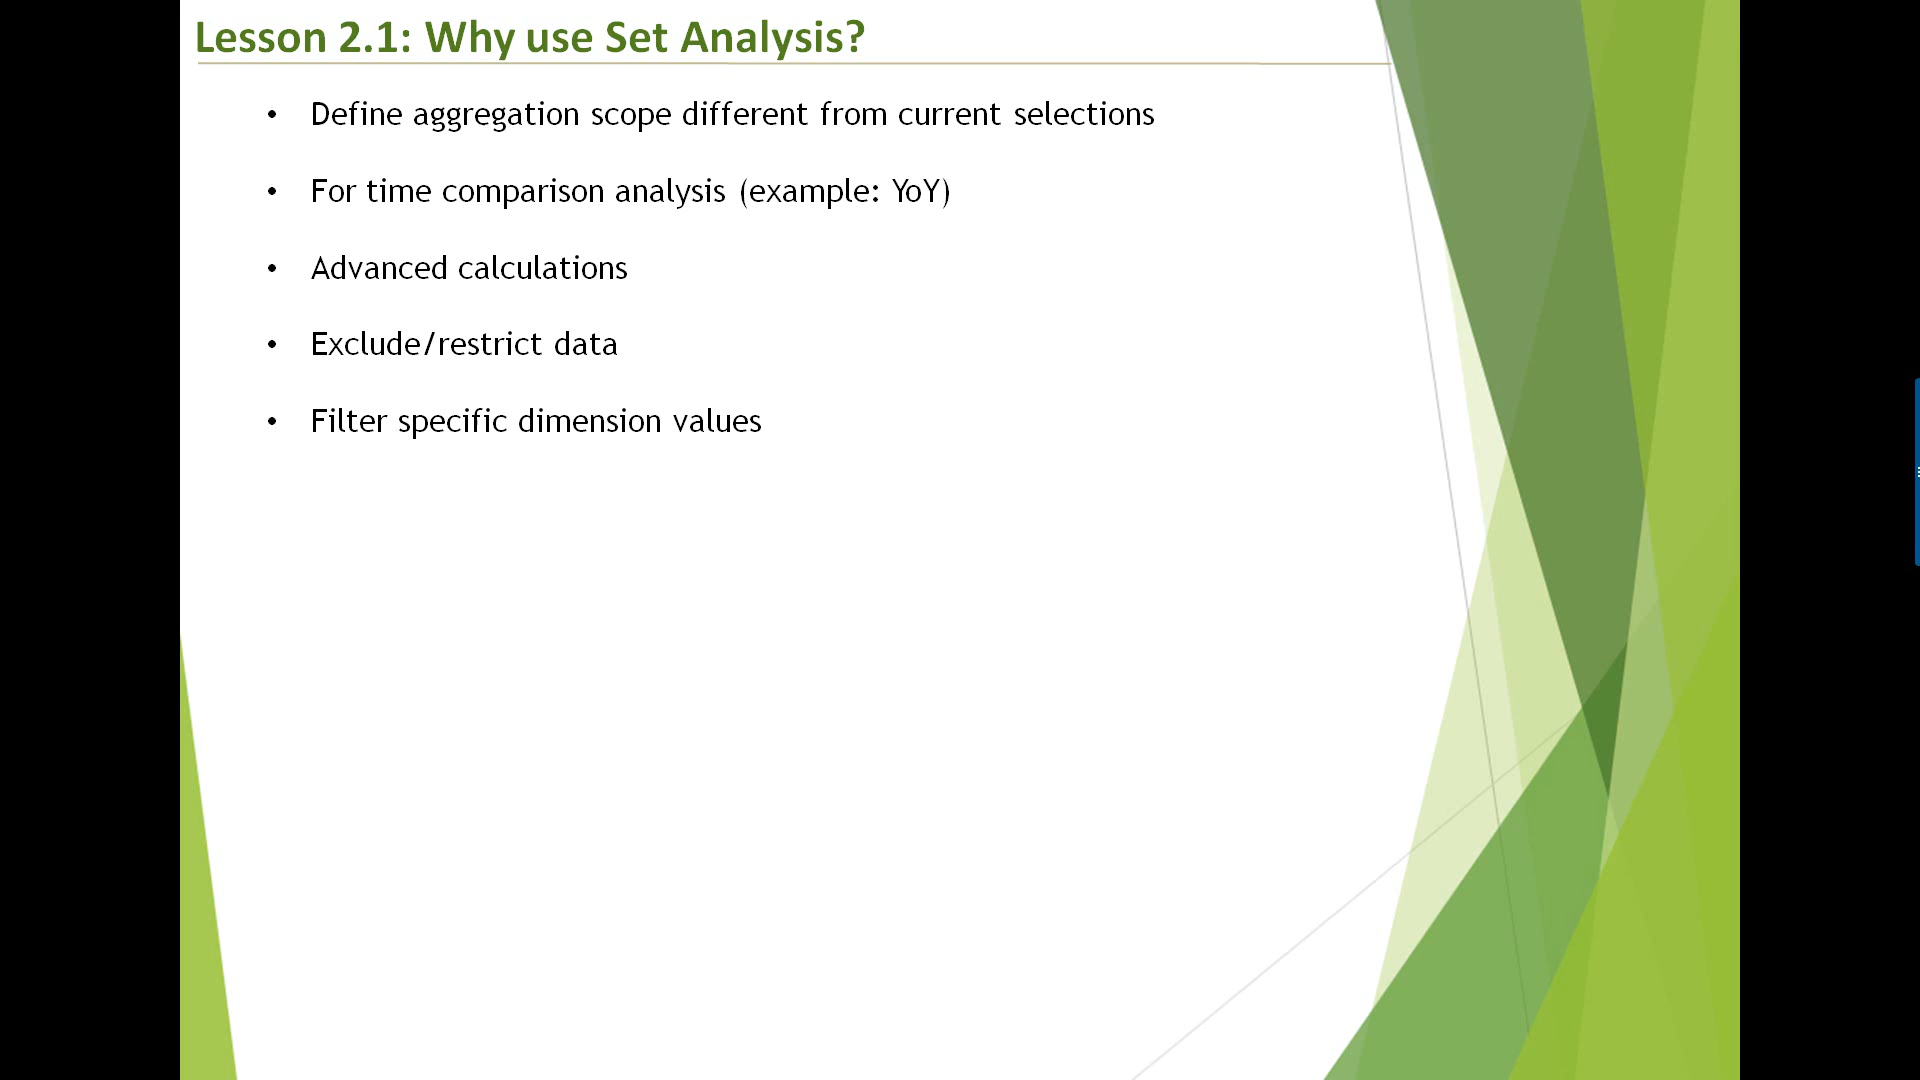 Lesson 2.1: Why use Set Analysis?
• Define aggregation scope different from current selections
• For time comparison analysis (example: YoY)
• Advanced calculations
• Exclude/restrict data
• Filter specific dimension values